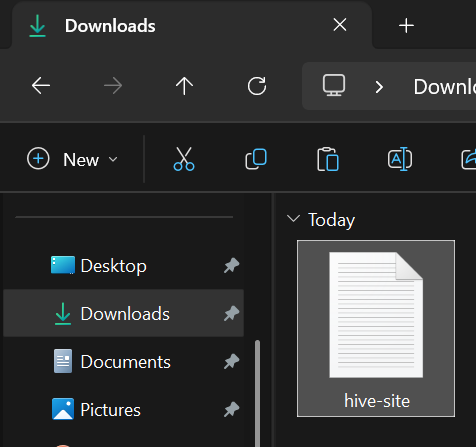 Downloads
Downlo
New
Today
Desktop
Downloads
Documents
Pictures
hive-site